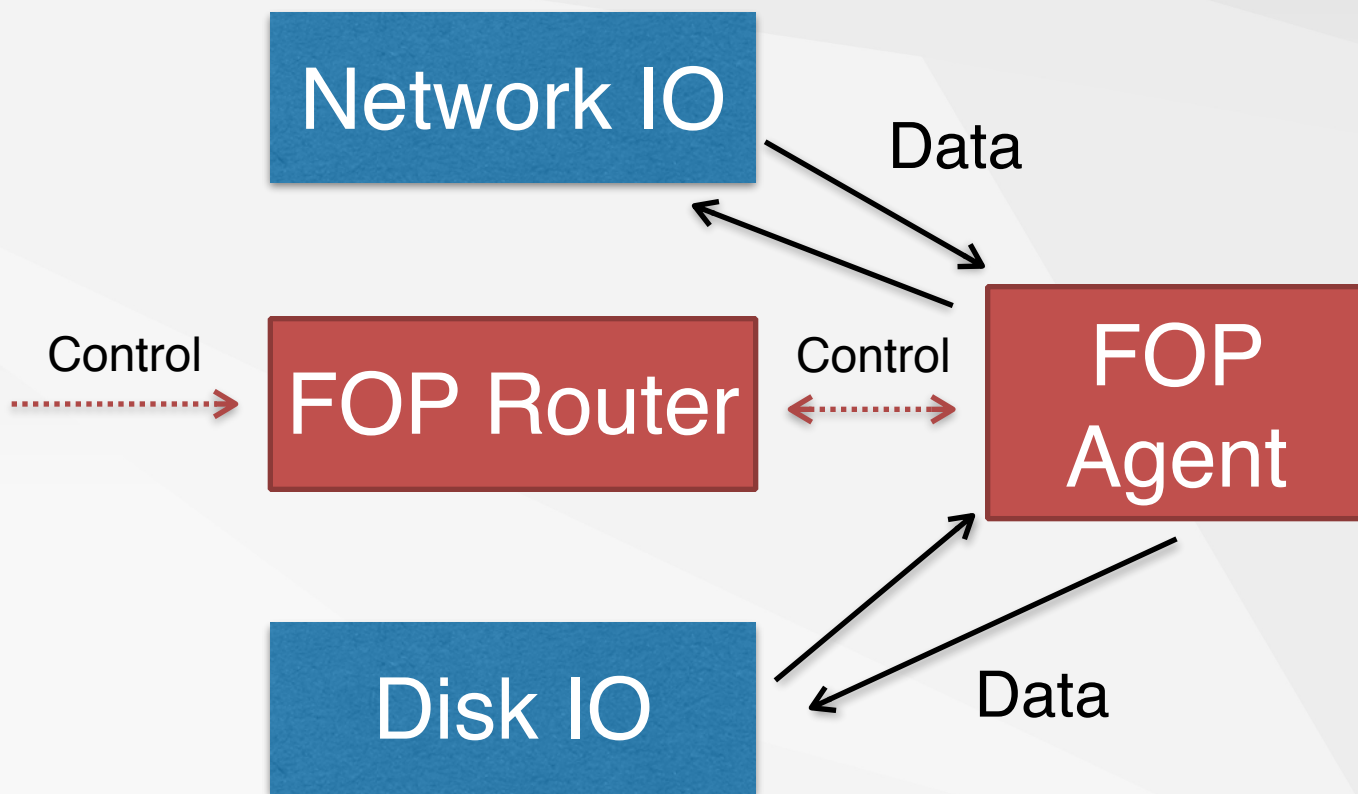 Network IO
Data
Control
FOP Router
Control
FOP
Agent
Disk IO
Data